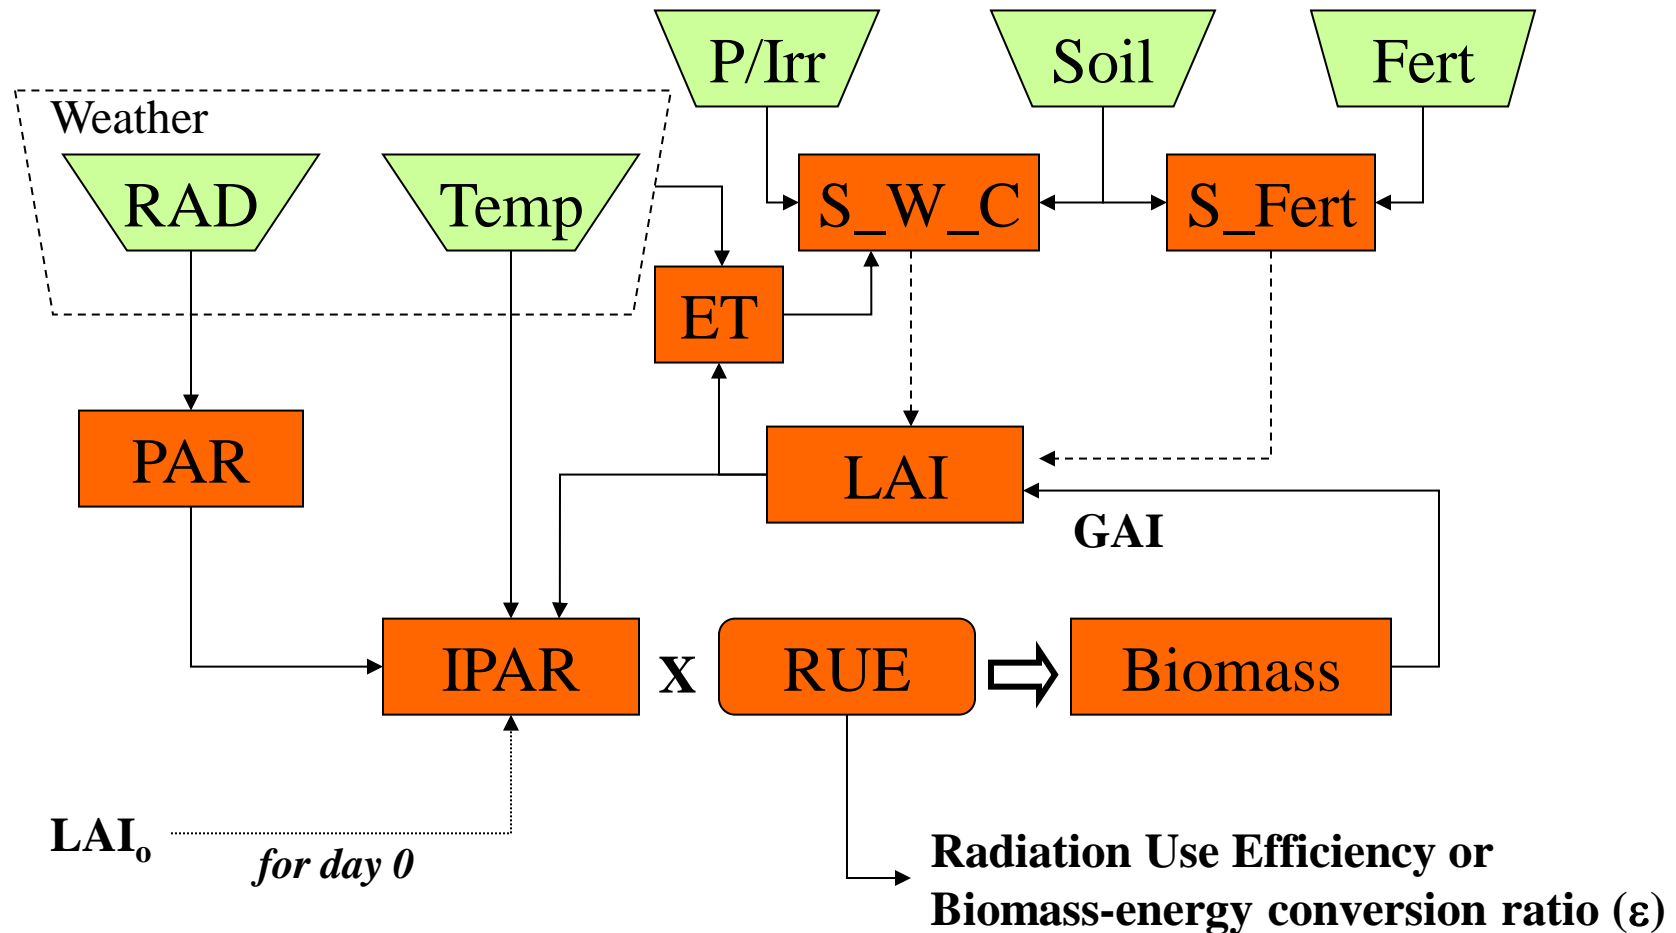 P/Irr
Soil
Fert
Weather
RAD
Temp
S_W_C
S_Fert
ET
PAR
LAI
GAI
IPAR
X
RUE
Biomass
LAIo
for day 0
Radiation Use Efficiency or
Biomass-energy conversion ratio (ε)